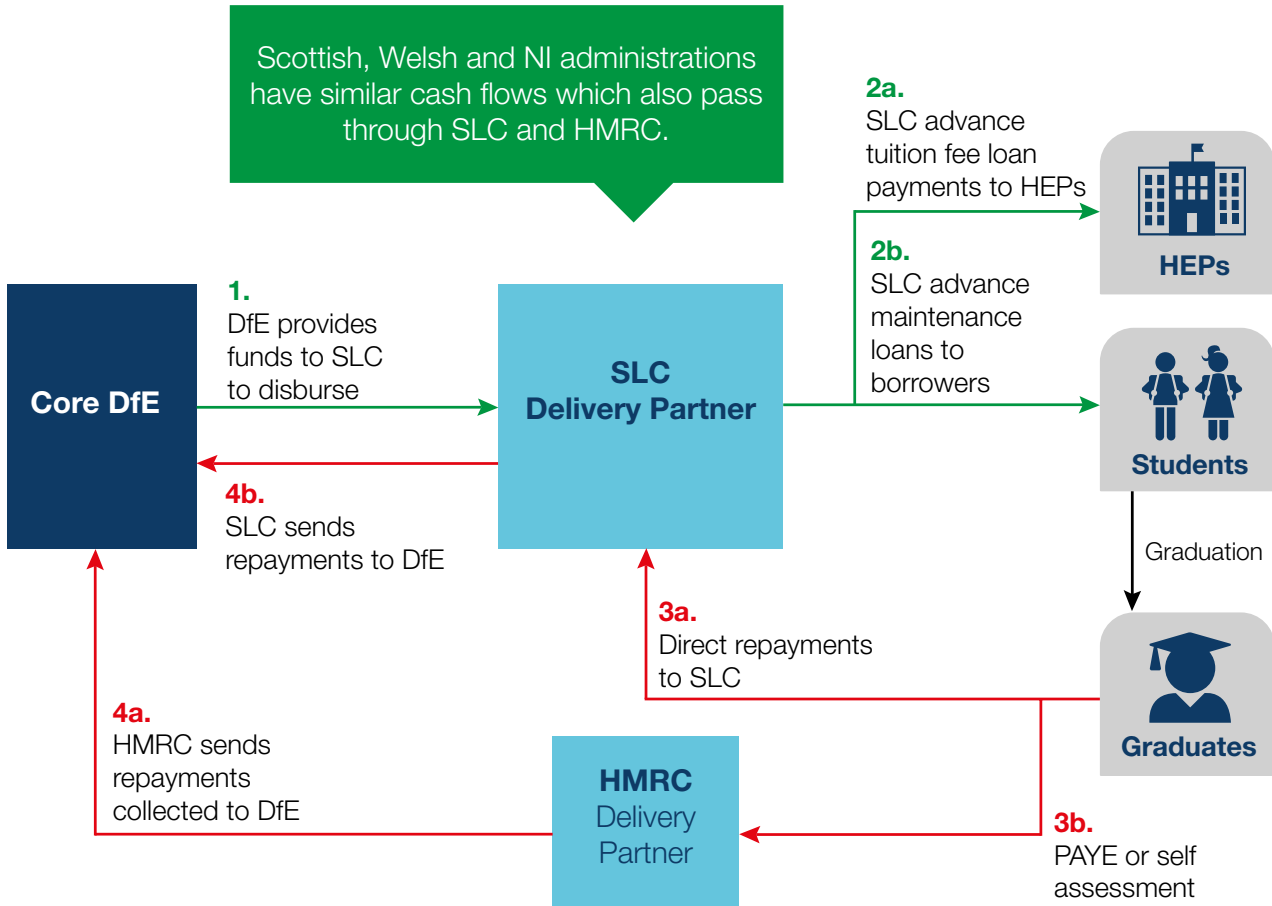 Scottish, Welsh and NI administrations
have similar cash flows which also pass
through SLC and HMRC.
2a.
SLC advance
tuition fee loan
payments to HEPs
HEPs
2b.
SLC advance
maintenance
loans to
borrowers
1.
DfE provides
funds to SLC
to disburse
Core DfE
SLC
Delivery Partner
Students
4b.
SLC sends
repayments to DfE
Graduation
3a.
Direct repayments
to SLC
Graduates
4a.
HMRC sends
repayments
collected to DfE
HMRC
Delivery
Partner
3b.
PAYE or self
assessment